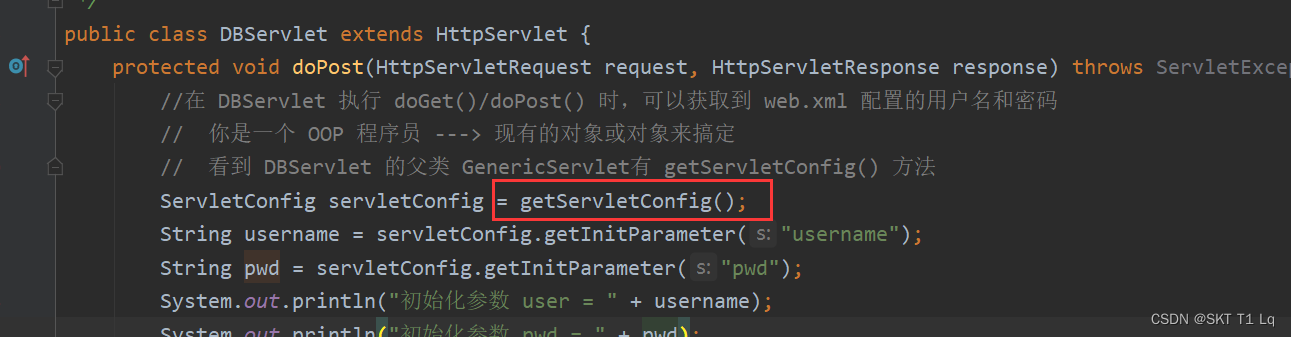 */
public class DBServlet extends HttpServlet {
protected void doPost(HttpServletRequest request, HttpServletResponse response) throws ServletExcep
//在 DBServlet 执行 doGet()/doPost() 时，可以获取到 web.xml 配置的用户名和密码
// 你是一个 OOP 程序员 ---> 现有的对象或对象来搞定
// 看到 DBServlet 的父类 GenericServlet有 getServletConfig() 方法
ServletConfig servletConfig = getServletConfig();
String username = servletConfig.getInitParameter( s: "username");
String pwd = servletConfig.getInitParameter( s: "pwd");
System.out.println("初始化参数 user = " + username);
System.out.println("初始化参数 pwd = " + pwd);
CSDN @SKT T1 Lq